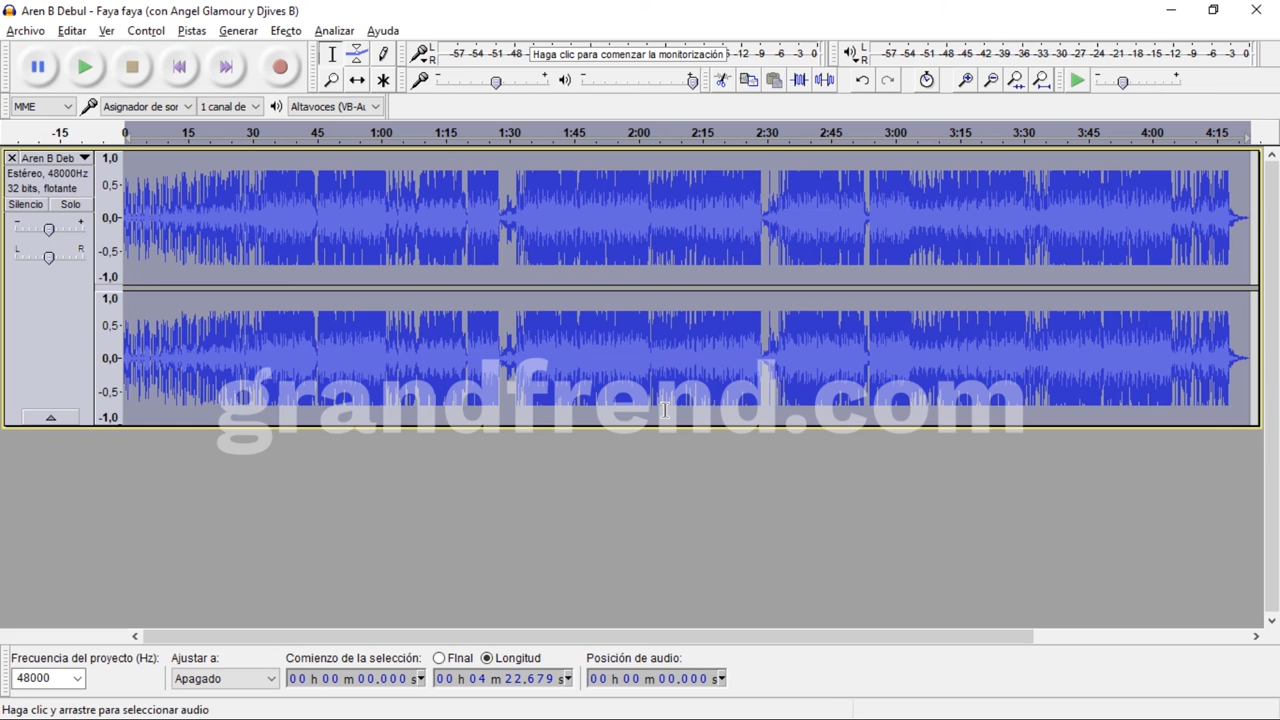 Aren B Debul - Faya faya (con Angel Glamour y Djives B)
Archivo Editar Ver Control Pistas Generar Efecto Analizar Ayuda
L R -57 -54 -51 -48 Haga clic para comenzar la monitorización -12 -9 -6 -3 0
L R -57 -54 -51 -48 -45 -42 -39 -36 -33 -30 -27 -24 -21 -18 -15 -12 -9 -6 -3 0
- + - + - +
MME Asignador de sor 1 canal de Altavoces (VB-Au
-15 0 15 30 45 1:00 1:15 1:30 1:45 2:00 2:15 2:30 2:45 3:00 3:15 3:30 3:45 4:00 4:15
Aren B Deb
Estéreo, 48000Hz
32 bits, flotante
Silencio Solo
- +
L R
1,0
0,5
0,0
-0,5
-1,0
1,0
0,5
0,0
-0,5
-1,0
grandfrend.com
Frecuencia del proyecto (Hz): Ajustar a: Comienzo de la selección: FInal Longitud Posición de audio:
48000 Apagado 00 h 00 m 00.000 s 00 h 04 m 22.679 s 00 h 00 m 00.000 s
Haga clic y arrastre para seleccionar audio